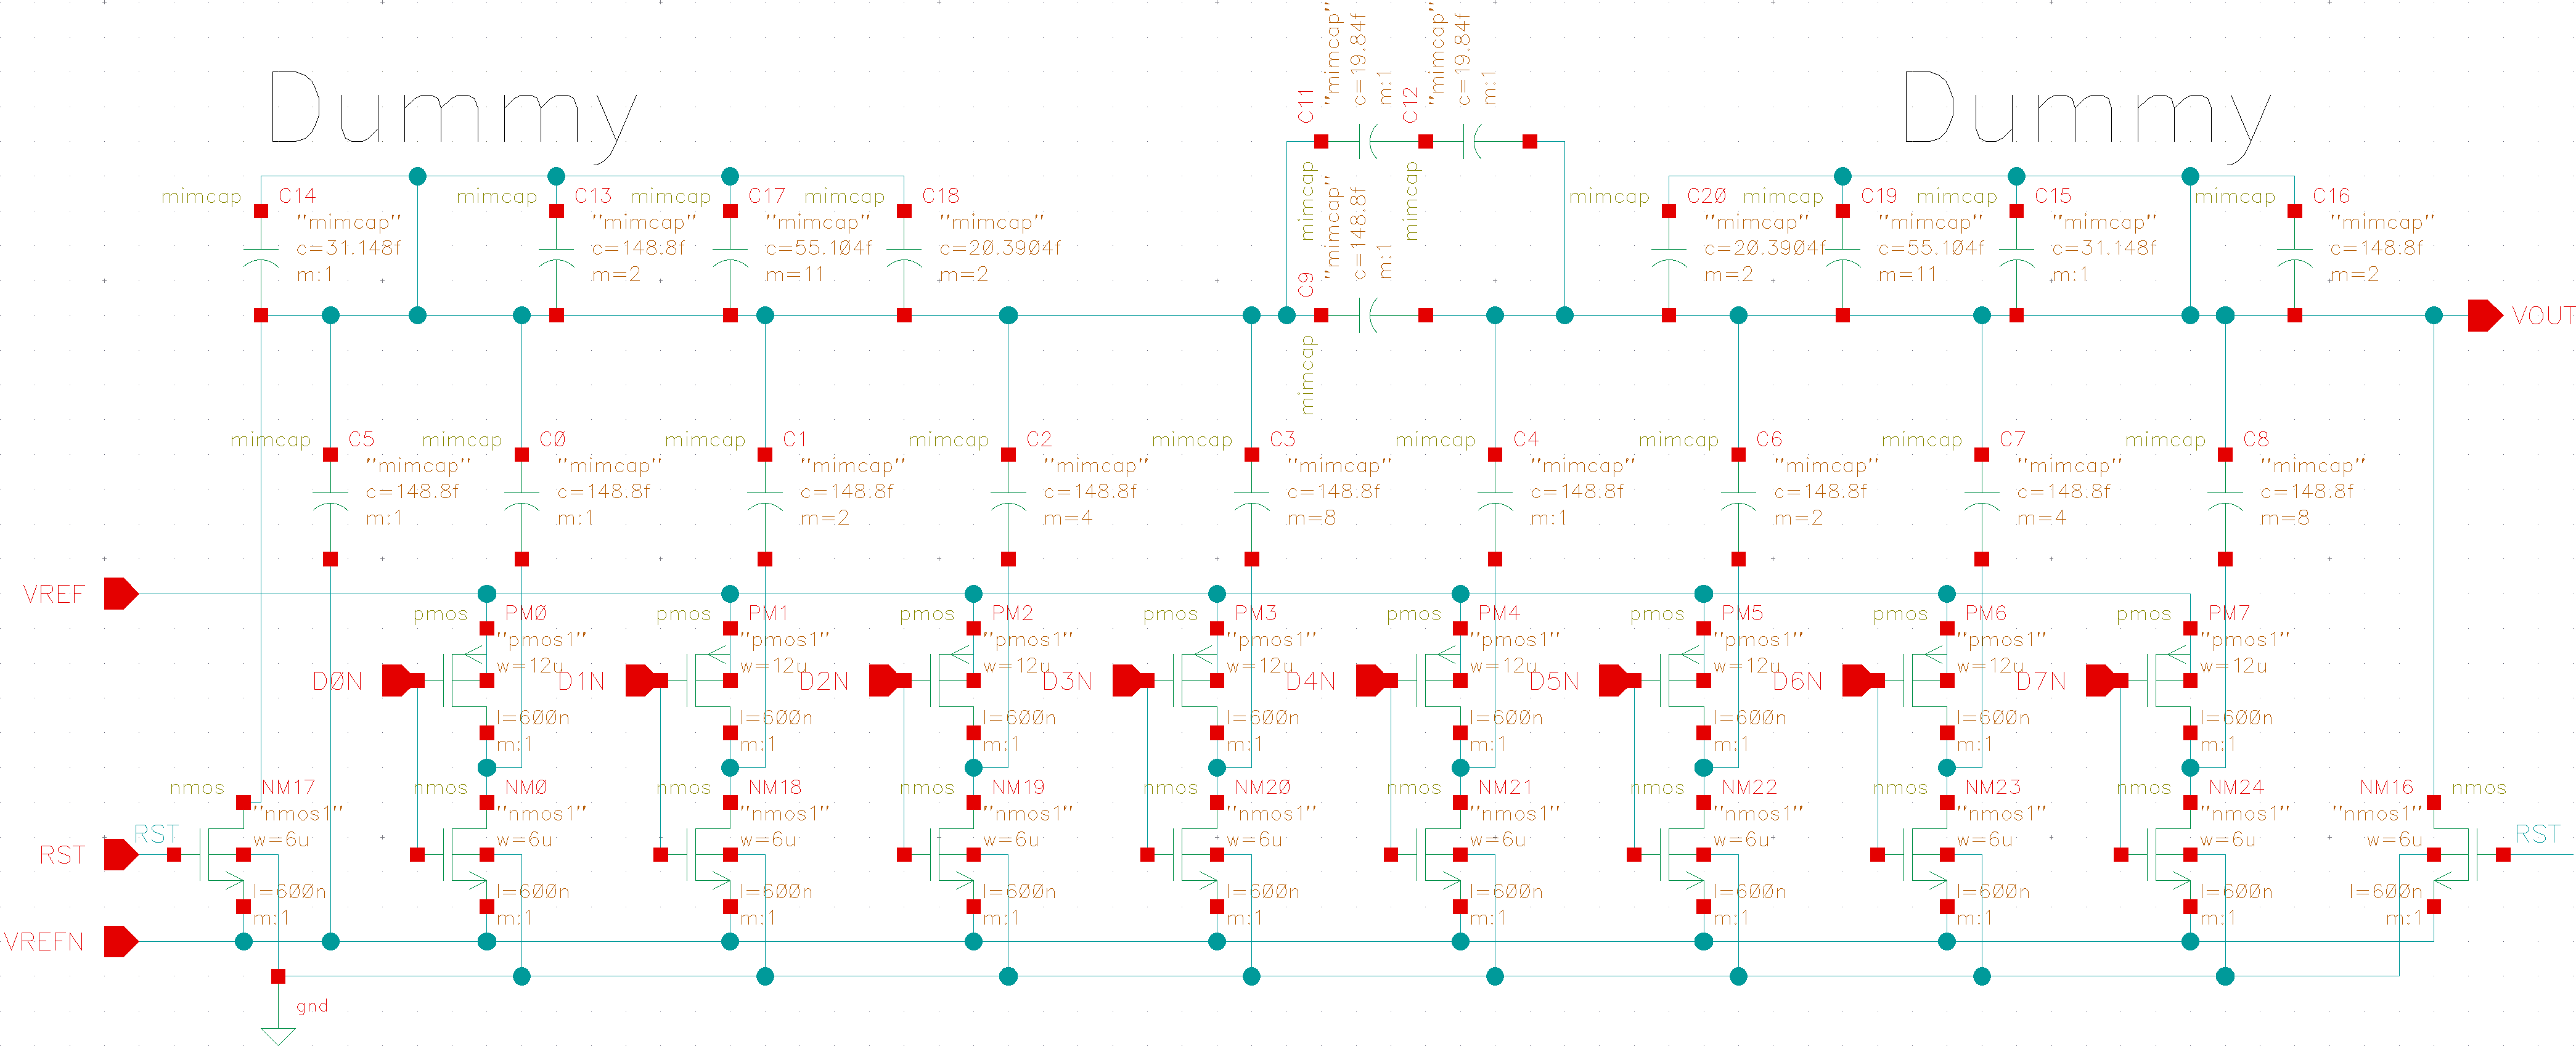 Dummy
Dummy
C11
"mimcap"
c=19.84f
m:1
mimcap
C12
"mimcap"
c=19.84f
m:1
mimcap
mimcap C14
"mimcap"
c=31.148f
m:1
mimcap C13
"mimcap"
c=148.8f
m=2
mimcap C17
"mimcap"
c=55.104f
m=11
mimcap C18
"mimcap"
c=20.3904f
m=2
C9
"mimcap"
c=148.8f
m:1
mimcap
mimcap C20
"mimcap"
c=20.3904f
m=2
mimcap C19
"mimcap"
c=55.104f
m=11
mimcap C15
"mimcap"
c=31.148f
m:1
mimcap C16
"mimcap"
c=148.8f
m=2
VOUT
mimcap C5
"mimcap"
c=148.8f
m:1
mimcap C0
"mimcap"
c=148.8f
m:1
mimcap C1
"mimcap"
c=148.8f
m=2
mimcap C2
"mimcap"
c=148.8f
m=4
mimcap C3
"mimcap"
c=148.8f
m=8
mimcap C4
"mimcap"
c=148.8f
m:1
mimcap C6
"mimcap"
c=148.8f
m=2
mimcap C7
"mimcap"
c=148.8f
m=4
mimcap C8
"mimcap"
c=148.8f
m=8
VREF
D0N
pmos PM0
"pmos1"
w=12u
l=600n
m:1
D1N
pmos PM1
"pmos1"
w=12u
l=600n
m:1
D2N
pmos PM2
"pmos1"
w=12u
l=600n
m:1
D3N
pmos PM3
"pmos1"
w=12u
l=600n
m:1
D4N
pmos PM4
"pmos1"
w=12u
l=600n
m:1
D5N
pmos PM5
"pmos1"
w=12u
l=600n
m:1
D6N
pmos PM6
"pmos1"
w=12u
l=600n
m:1
D7N
pmos PM7
"pmos1"
w=12u
l=600n
m:1
RST
RST
nmos NM17
"nmos1"
w=6u
l=600n
m:1
nmos NM0
"nmos1"
w=6u
l=600n
m:1
nmos NM18
"nmos1"
w=6u
l=600n
m:1
nmos NM19
"nmos1"
w=6u
l=600n
m:1
nmos NM20
"nmos1"
w=6u
l=600n
m:1
nmos NM21
"nmos1"
w=6u
l=600n
m:1
nmos NM22
"nmos1"
w=6u
l=600n
m:1
nmos NM23
"nmos1"
w=6u
l=600n
m:1
nmos NM24
"nmos1"
w=6u
l=600n
m:1
NM16 nmos
"nmos1"
w=6u
l=600n
m:1
RST
VREFN
gnd